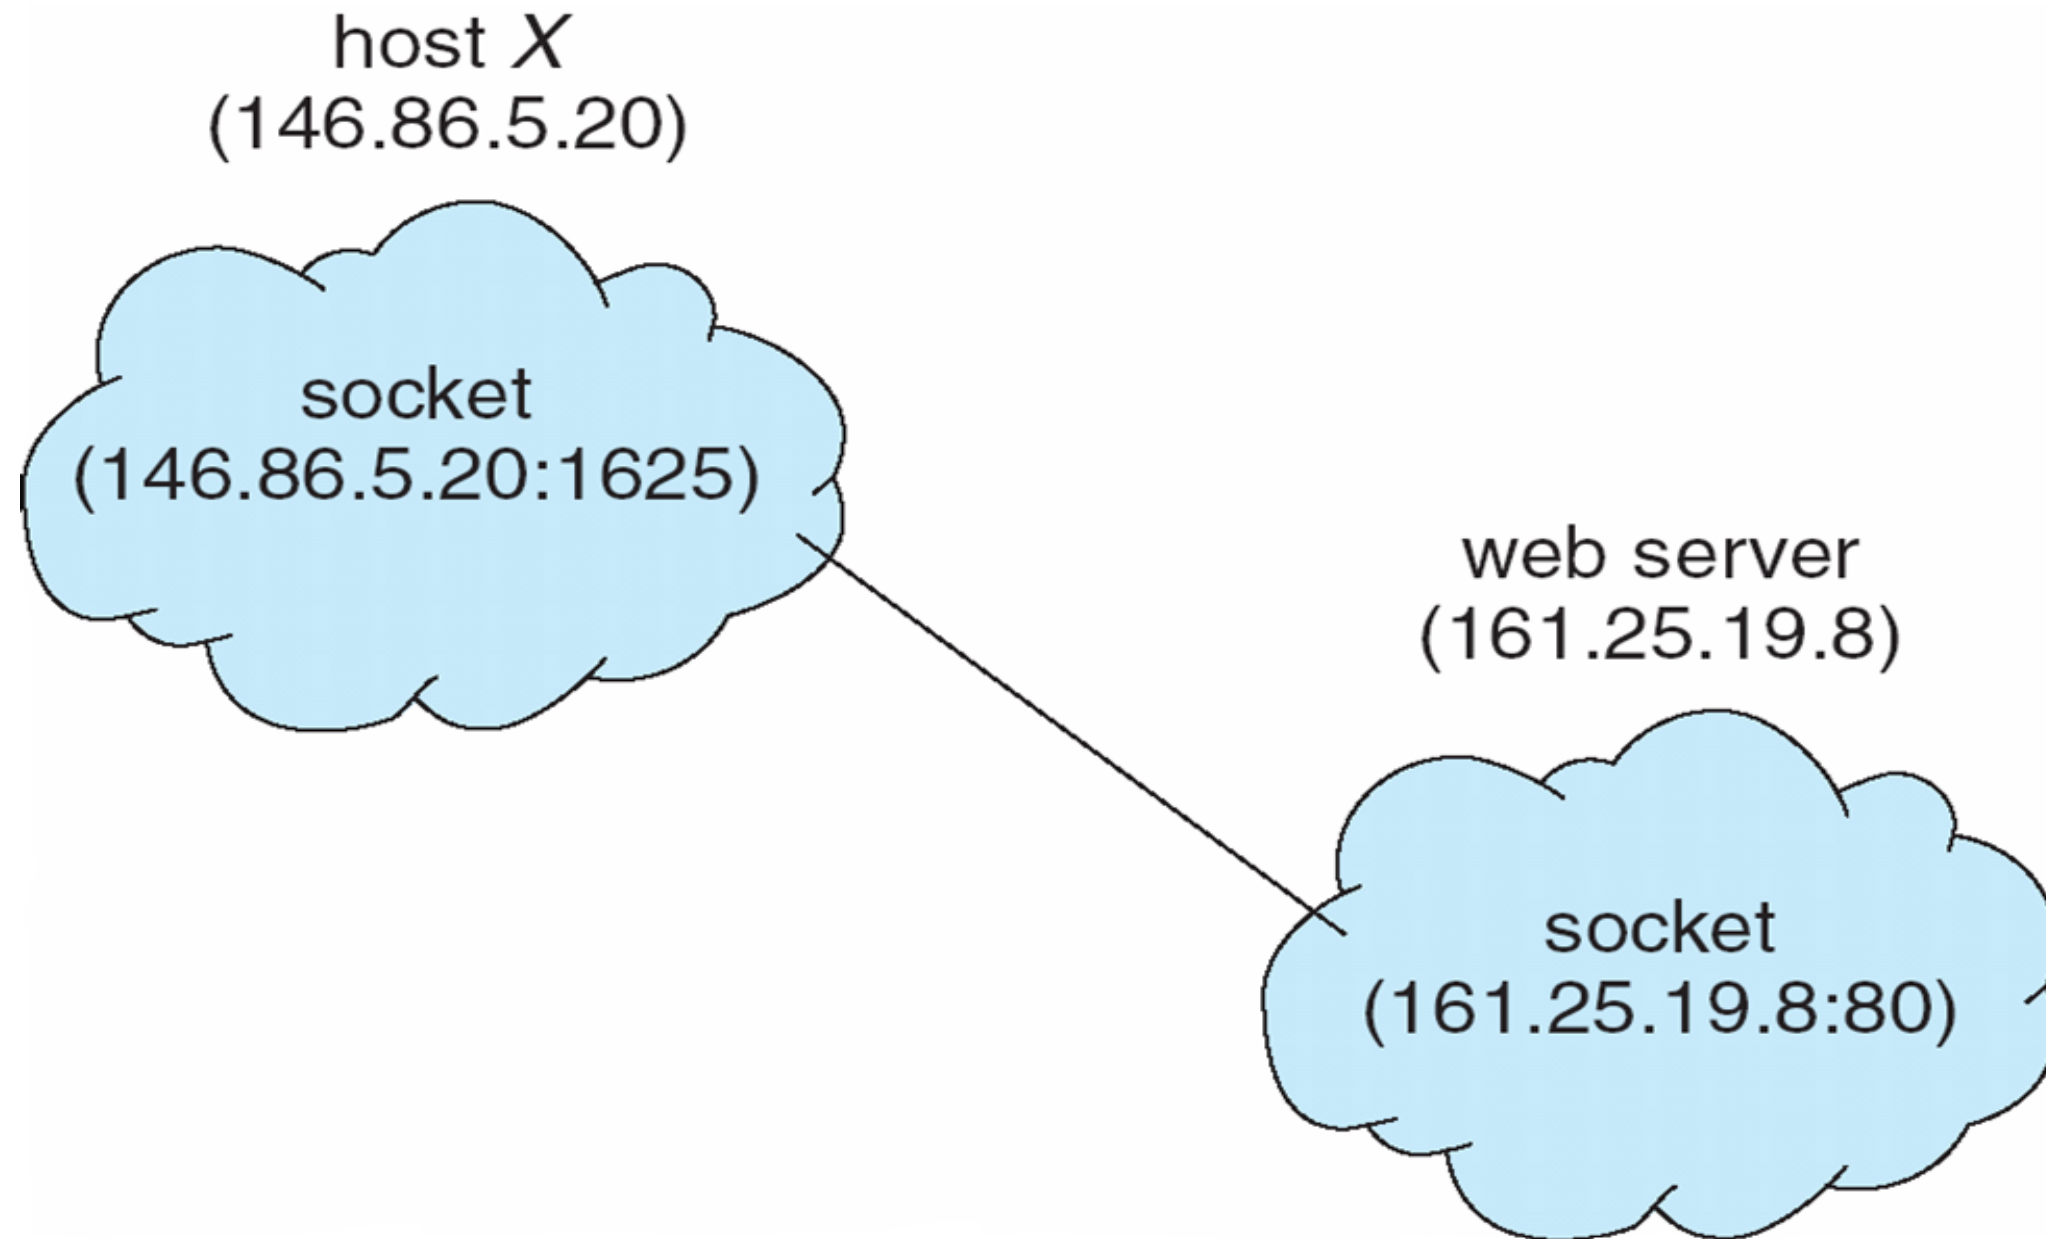 host X
(146.86.5.20)
socket
(146.86.5.20:1625)
web server
(161.25.19.8)
socket
(161.25.19.8:80)